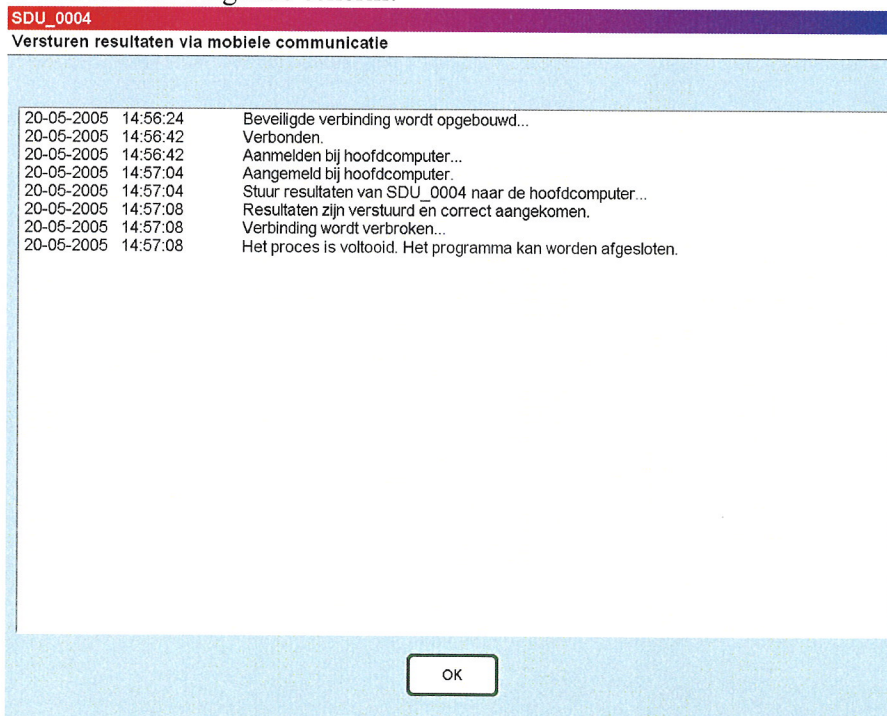 SDU_0004
Versturen resultaten via mobiele communicatie
20-05-2005 14:56:24 Beveiligde verbinding wordt opgebouwd...
20-05-2005 14:56:42 Verbonden.
20-05-2005 14:56:42 Aanmelden bij hoofdcomputer...
20-05-2005 14:57:04 Aangemeld bij hoofdcomputer.
20-05-2005 14:57:04 Stuur resultaten van SDU_0004 naar de hoofdcomputer...
20-05-2005 14:57:08 Resultaten zijn verstuurd en correct aangekomen.
20-05-2005 14:57:08 Verbinding wordt verbroken...
20-05-2005 14:57:08 Het proces is voltooid. Het programma kan worden afgesloten.
OK